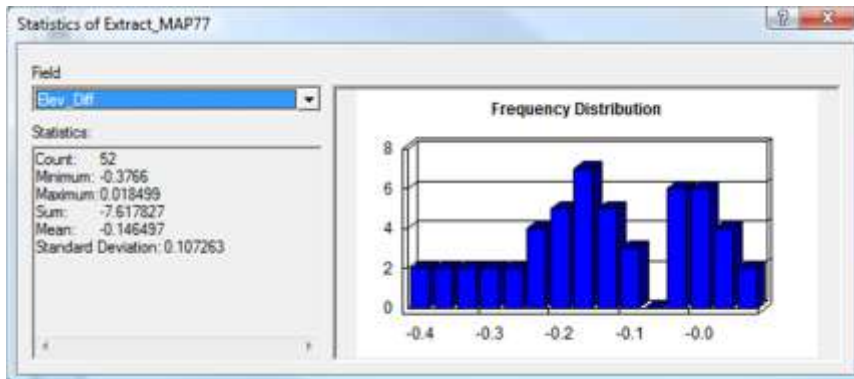 Statistics of Extract_MAP77
Field
Elev_Diff
Statistics:
Count: 52
Minimum: -0.3766
Maximum: 0.018499
Sum: -7.617827
Mean: -0.146497
Standard Deviation: 0.107263
Frequency Distribution
8
6
4
2
0
-0.4 -0.3 -0.2 -0.1 -0.0